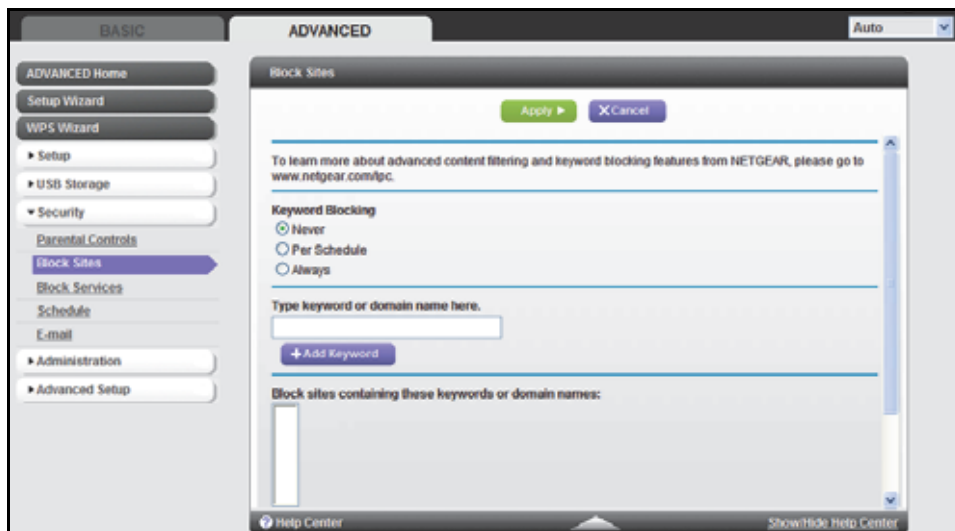 BASIC
ADVANCED
Auto
ADVANCED Home
Setup Wizard
WPS Wizard
Setup
USB Storage
Security
Parental Controls
Block Sites
Block Services
Schedule
E-mail
Administration
Advanced Setup
Block Sites
Apply
Cancel
To learn more about advanced content filtering and keyword blocking features from NETGEAR, please go to
www.netgear.com/lpc.
Keyword Blocking
Never
Per Schedule
Always
Type keyword or domain name here.
+Add Keyword
Block sites containing these keywords or domain names:
Help Center
Show/Hide Help Center